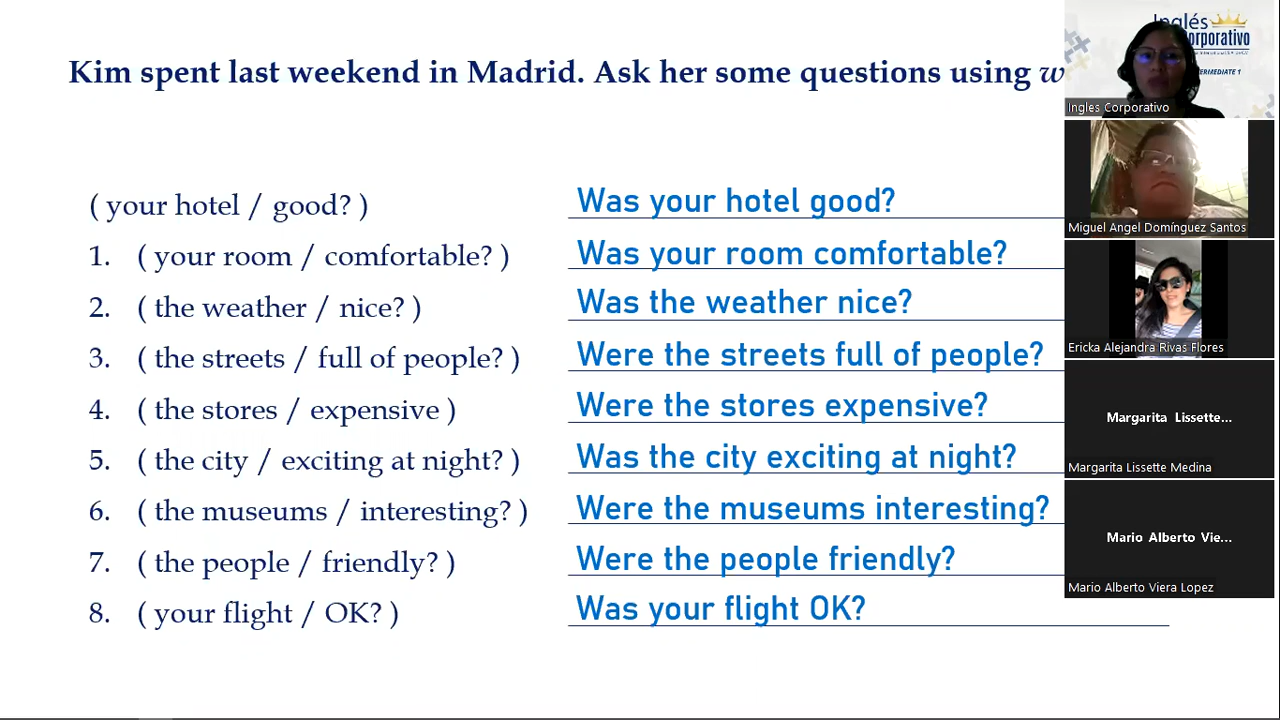 Kim spent last weekend in Madrid. Ask her some questions using w
( your hotel / good? ) Was your hotel good?
1. ( your room / comfortable? ) Was your room comfortable?
2. ( the weather / nice? ) Was the weather nice?
3. ( the streets / full of people? ) Were the streets full of people?
4. ( the stores / expensive ) Were the stores expensive?
5. ( the city / exciting at night? ) Was the city exciting at night?
6. ( the museums / interesting? ) Were the museums interesting?
7. ( the people / friendly? ) Were the people friendly?
8. ( your flight / OK? ) Was your flight OK?
Inglés
orporativo
ERMEDIATE 1
Ingles Corporativo
Miguel Angel Domínguez Santos
Ericka Alejandra Rivas Flores
Margarita Lissette...
Margarita Lissette Medina
Mario Alberto Vie...
Mario Alberto Viera Lopez